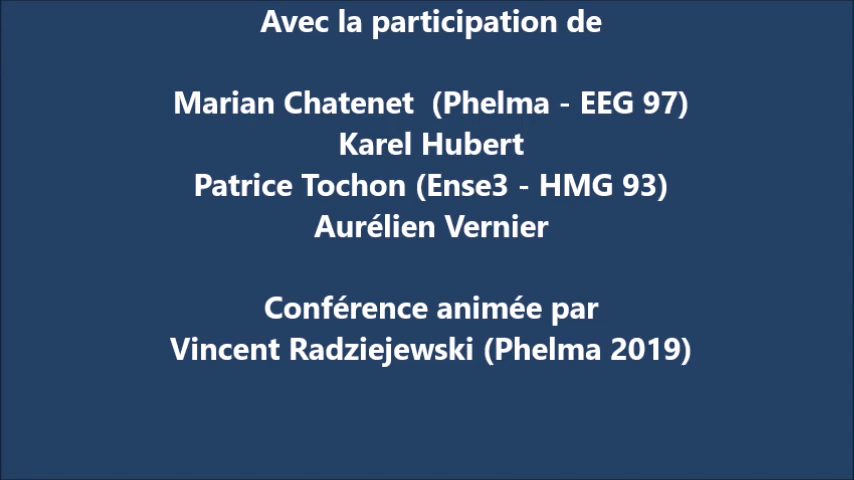 Avec la participation de
Marian Chatenet (Phelma - EEG 97)
Karel Hubert
Patrice Tochon (Ense3 - HMG 93)
Aurélien Vernier
Conférence animée par
Vincent Radziejewski (Phelma 2019)